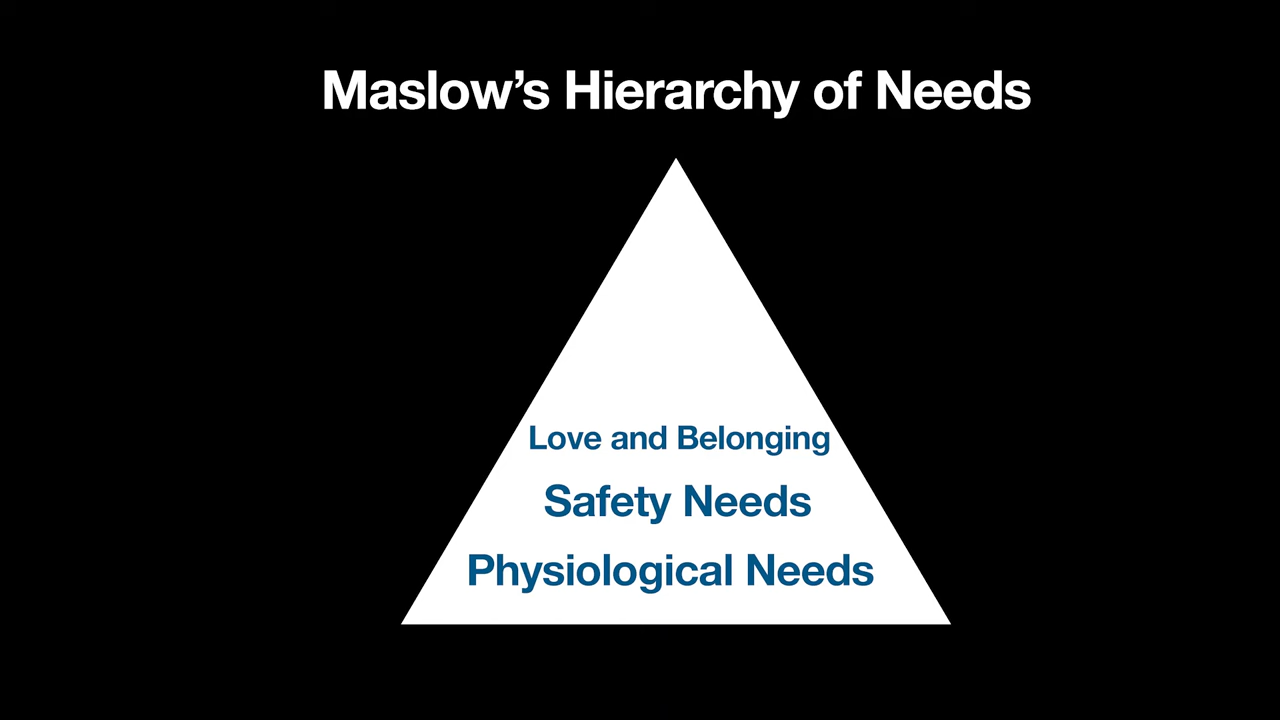 Maslow’s Hierarchy of Needs
Love and Belonging
Safety Needs
Physiological Needs